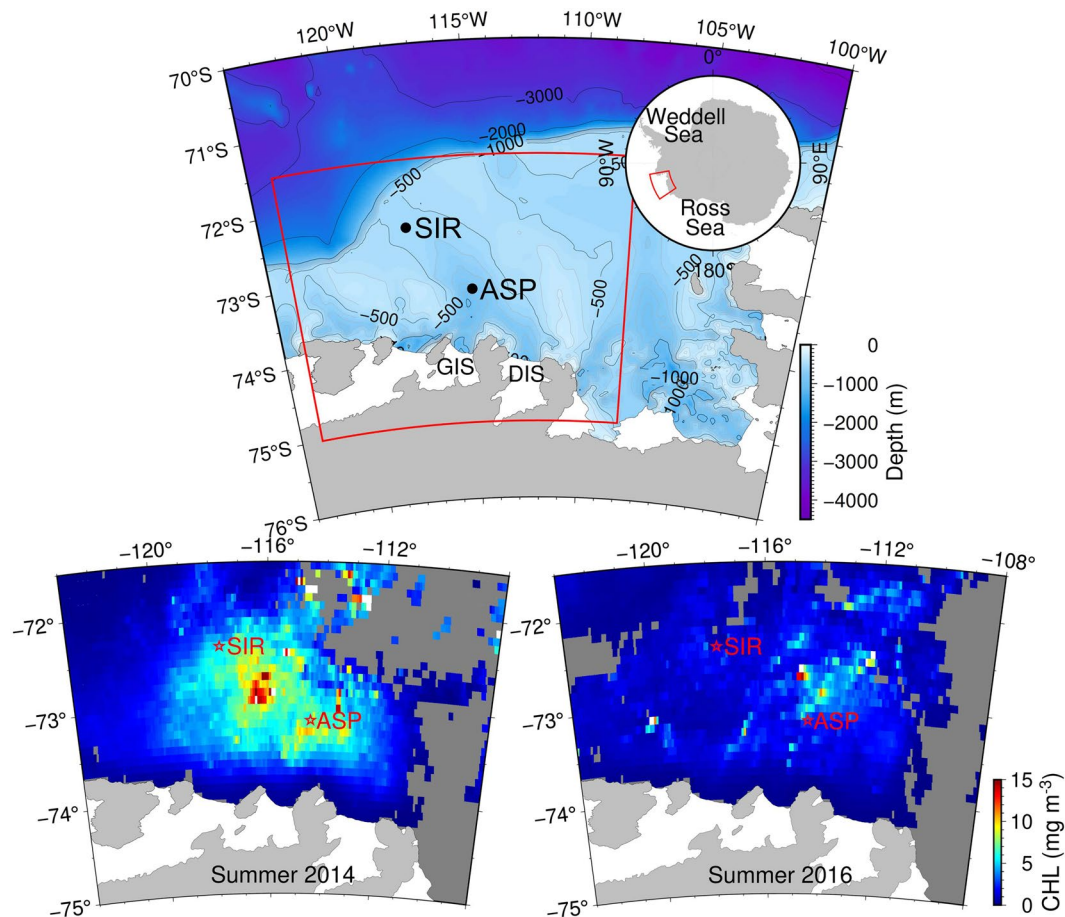 120°W
115°W
110°W
105°W
100°W
70°S
71°S
72°S
73°S
74°S
75°S
76°S
−3000
−2000
−1000
−500
SIR
ASP
−500
−500
−500
−500
−1000
1000
GIS
DIS
0°
90°W
90°E
180°
Weddell
Sea
Ross
Sea
0
−1000
−2000
−3000
−4000
Depth (m)
−120°
−116°
−112°
−72°
−73°
−74°
−75°
SIR
ASP
Summer 2014
−120°
−116°
−112°
−108°
−72°
−73°
−74°
−75°
SIR
ASP
Summer 2016
15
10
5
0
CHL (mg m⁻³)